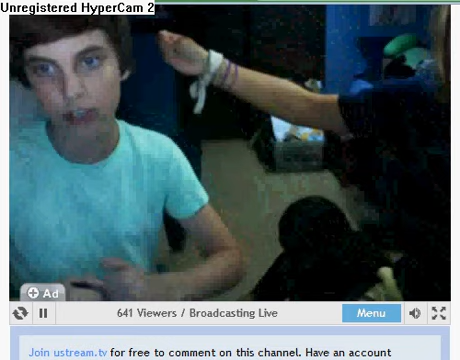 Unregistered HyperCam 2
Ad
641 Viewers / Broadcasting Live
Menu
Join ustream.tv for free to comment on this channel. Have an account